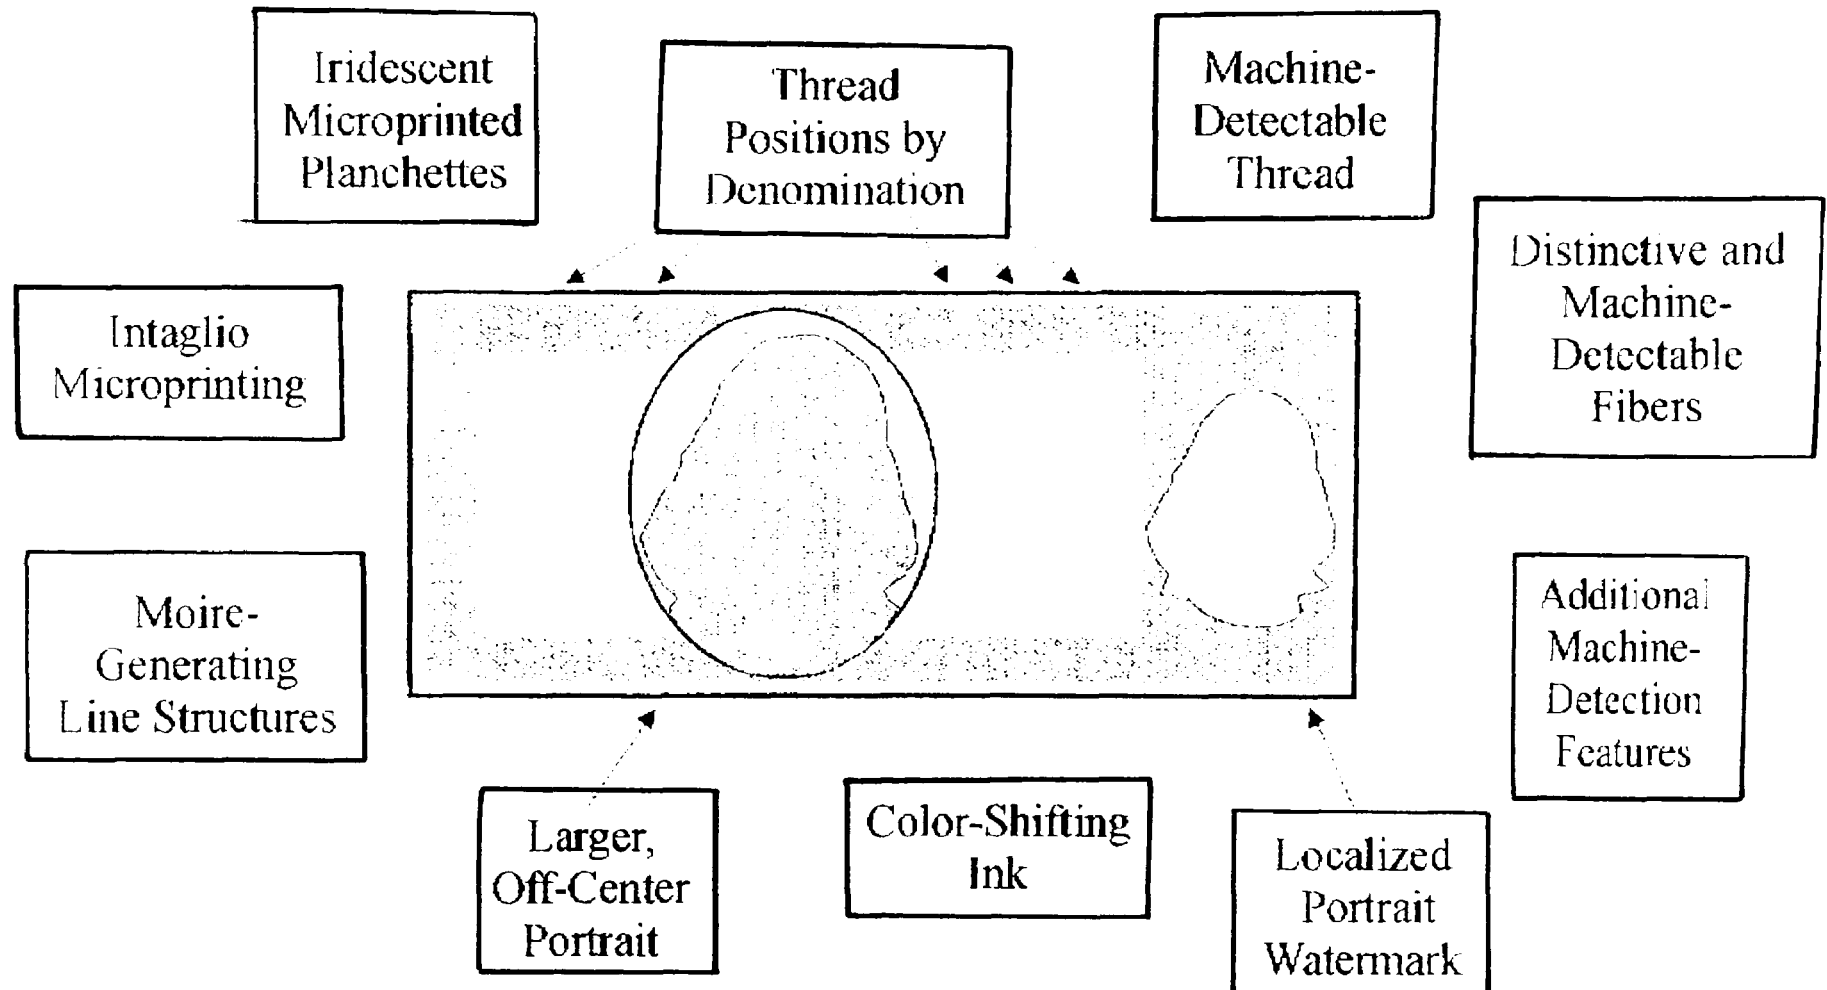 Iridescent
Microprinted
Planchettes
Thread
Positions by
Denomination
Machine-
Detectable
Thread
Distinctive and
Machine-
Detectable
Fibers
Intaglio
Microprinting
Moire-
Generating
Line Structures
Additional
Machine-
Detection
Features
Larger,
Off-Center
Portrait
Color-Shifting
Ink
Localized
Portrait
Watermark